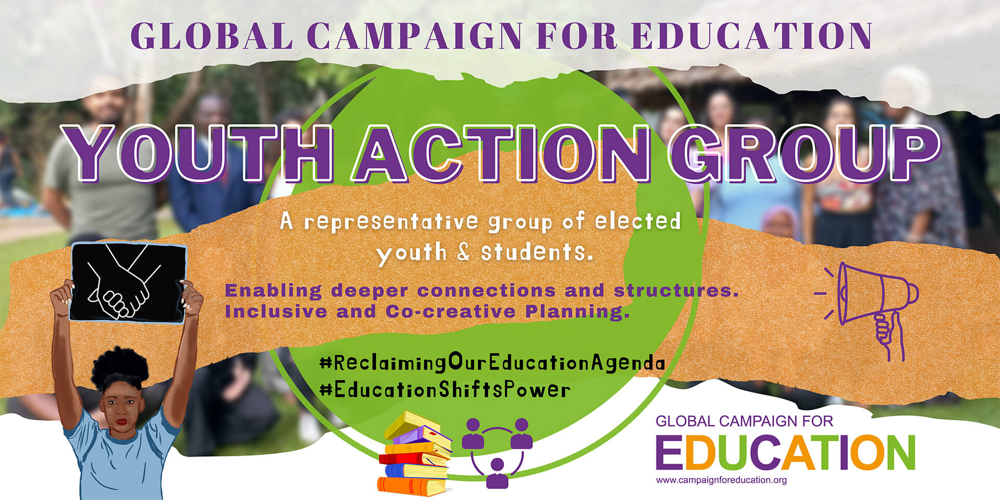 GLOBAL CAMPAIGN FOR EDUCATION
YOUTH ACTION GROUP
A representative group of elected
youth & students.
Enabling deeper connections and structures.
Inclusive and Co-creative Planning.
#ReclaimingOurEducationAgenda
#EducationShiftsPower
GLOBAL CAMPAIGN FOR
EDUCATION
www.campaignforeducation.org